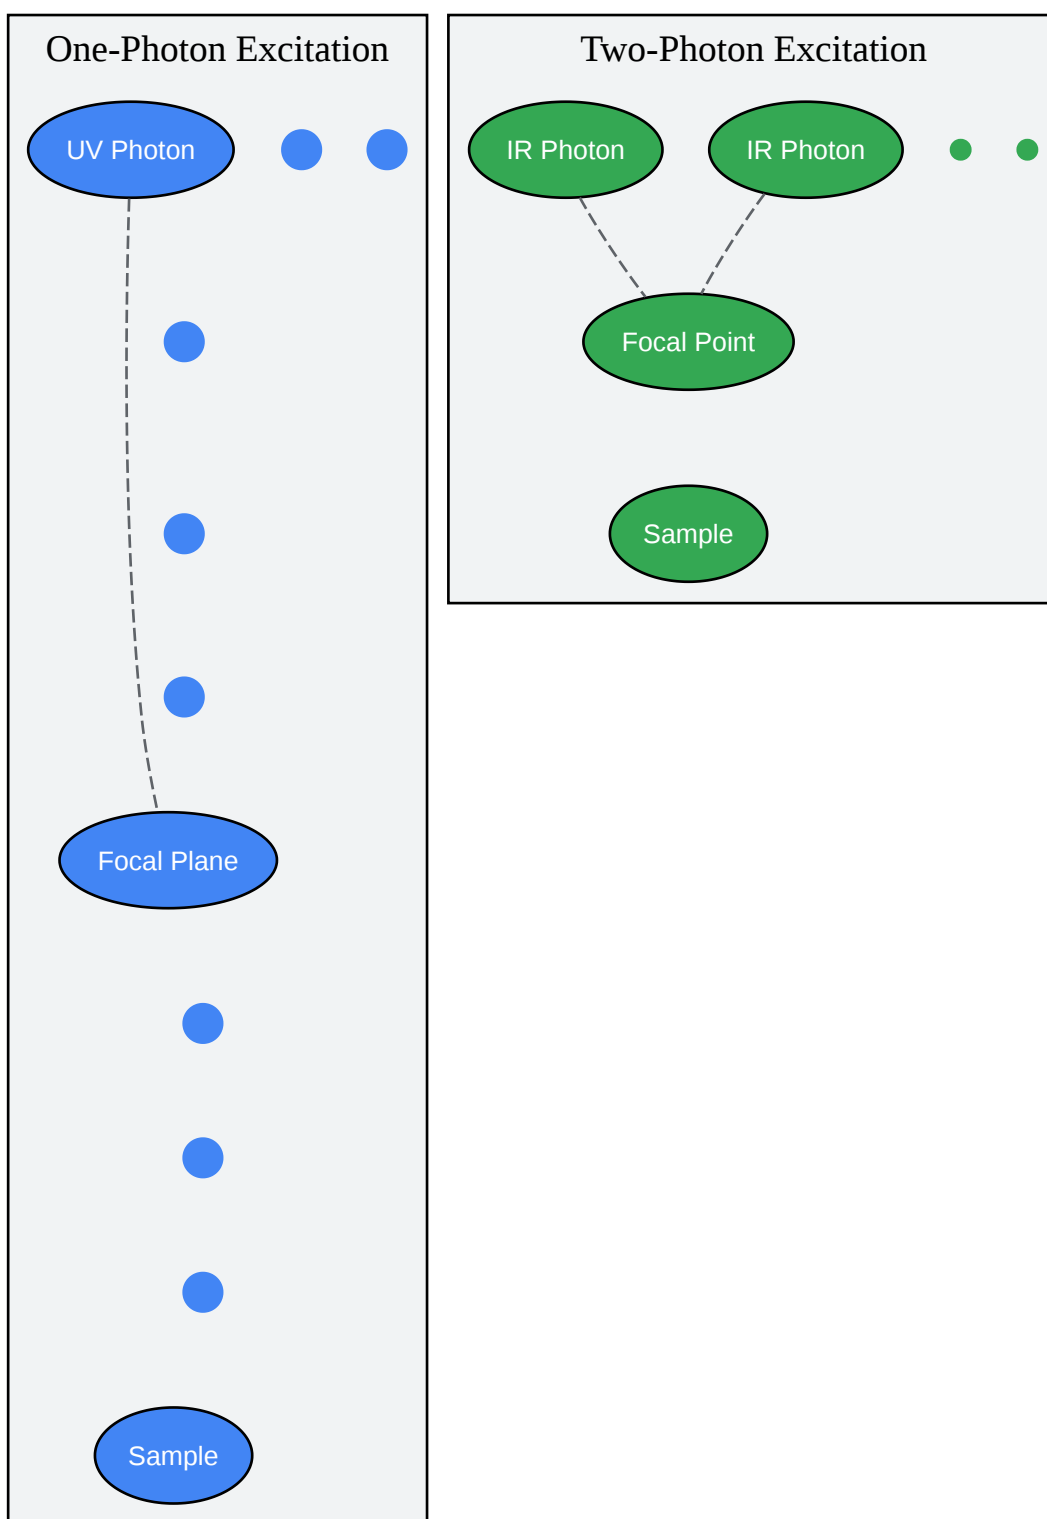 One-Photon Excitation
UV Photon
Focal Plane
Sample
Two-Photon Excitation
IR Photon
IR Photon
Focal Point
Sample